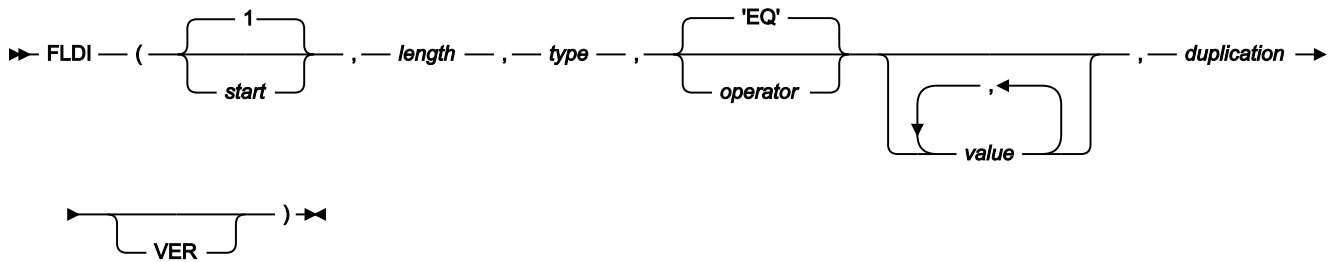 1
'EQ'
FLDI ( , length , type , , duplication
start
operator
,
value
)
VER